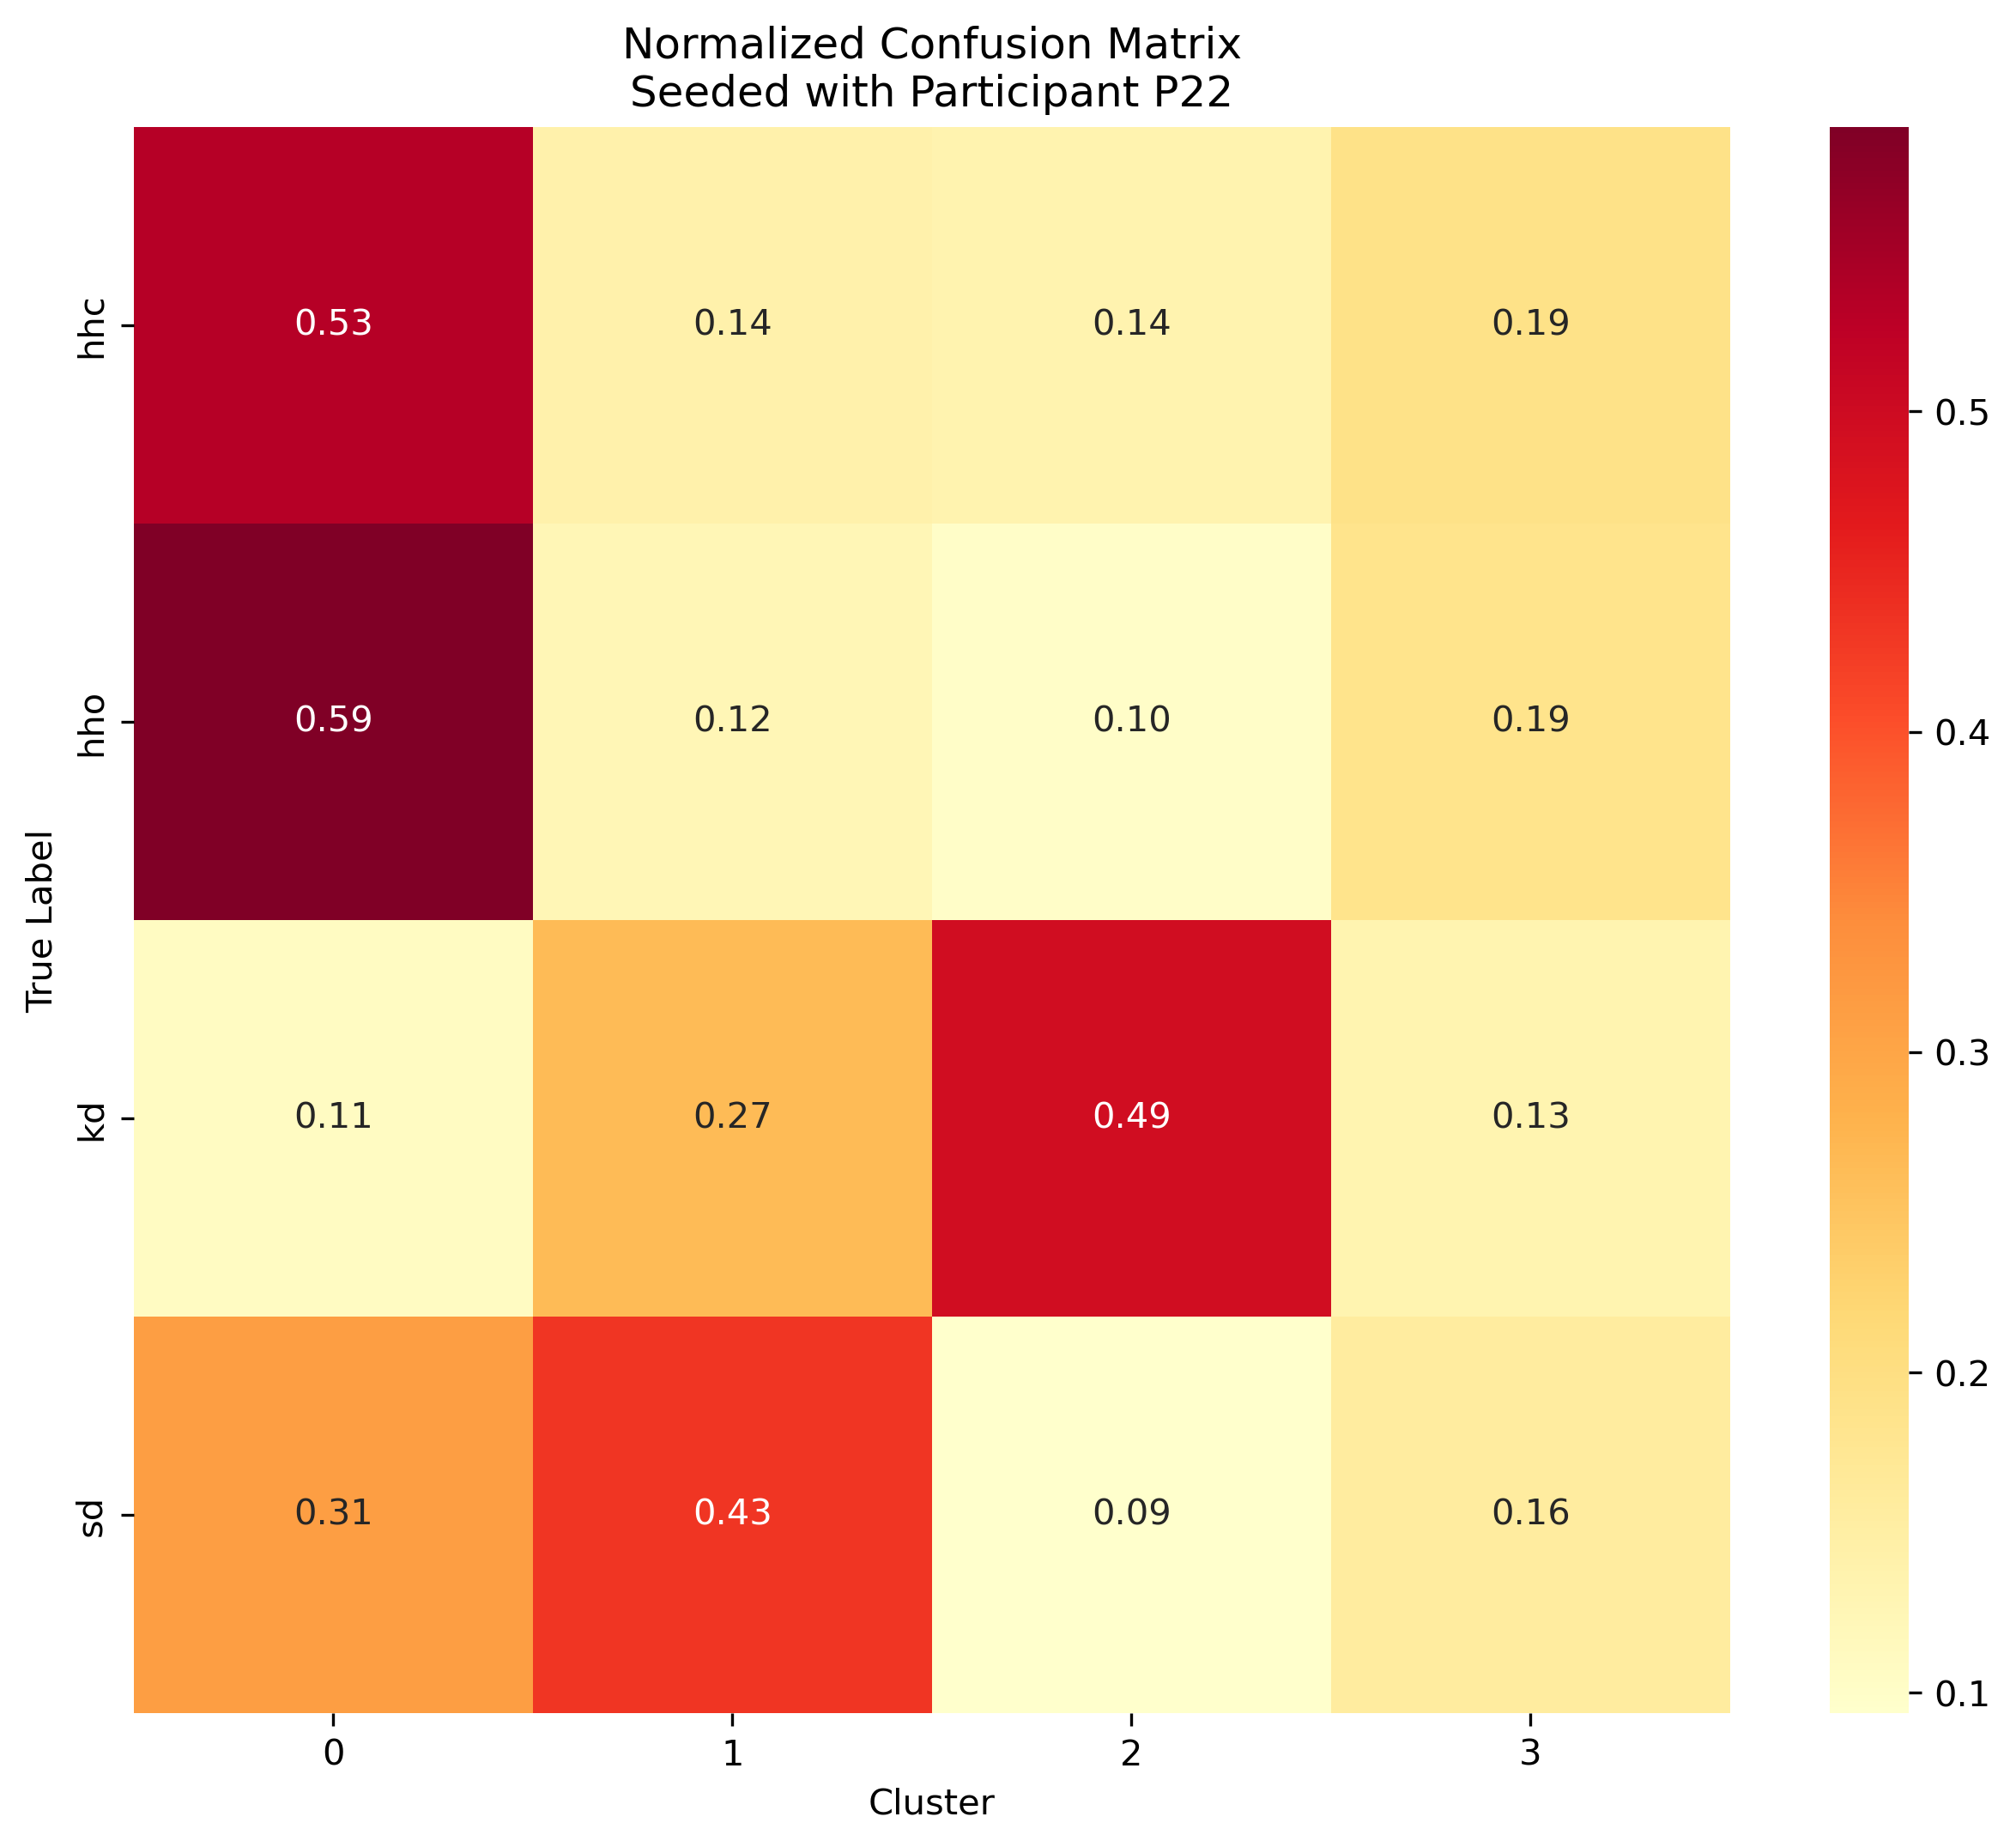 Normalized Confusion Matrix
Seeded with Participant P22
True Label
hhc
0.53 0.14 0.14 0.19
hho
0.59 0.12 0.10 0.19
kd
0.11 0.27 0.49 0.13
sd
0.31 0.43 0.09 0.16
0 1 2 3
Cluster
0.5
0.4
0.3
0.2
0.1